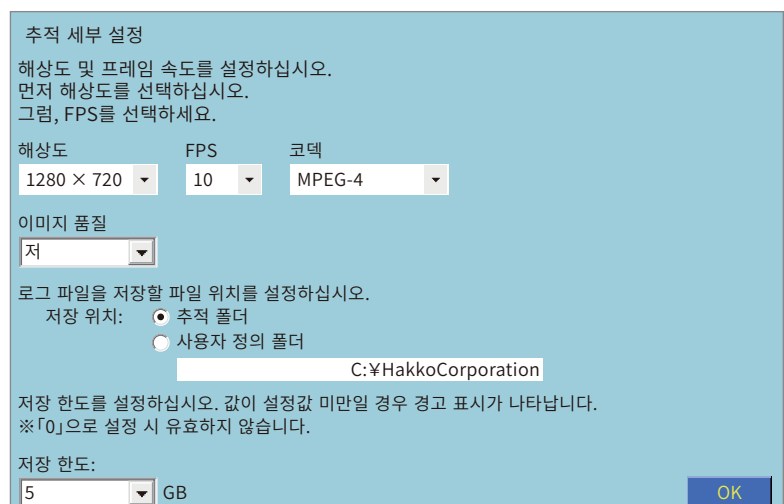 추적 세부 설정
해상도 및 프레임 속도를 설정하십시오.
먼저 해상도를 선택하십시오.
그럼, FPS를 선택하세요.
해상도 FPS 코덱
1280 × 720 10 MPEG-4
이미지 품질
저
로그 파일을 저장할 파일 위치를 설정하십시오.
저장 위치: 추적 폴더
사용자 정의 폴더
C:¥HakkoCorporation
저장 한도를 설정하십시오. 값이 설정값 미만일 경우 경고 표시가 나타납니다.
※「0」으로 설정 시 유효하지 않습니다.
저장 한도:
5 GB OK